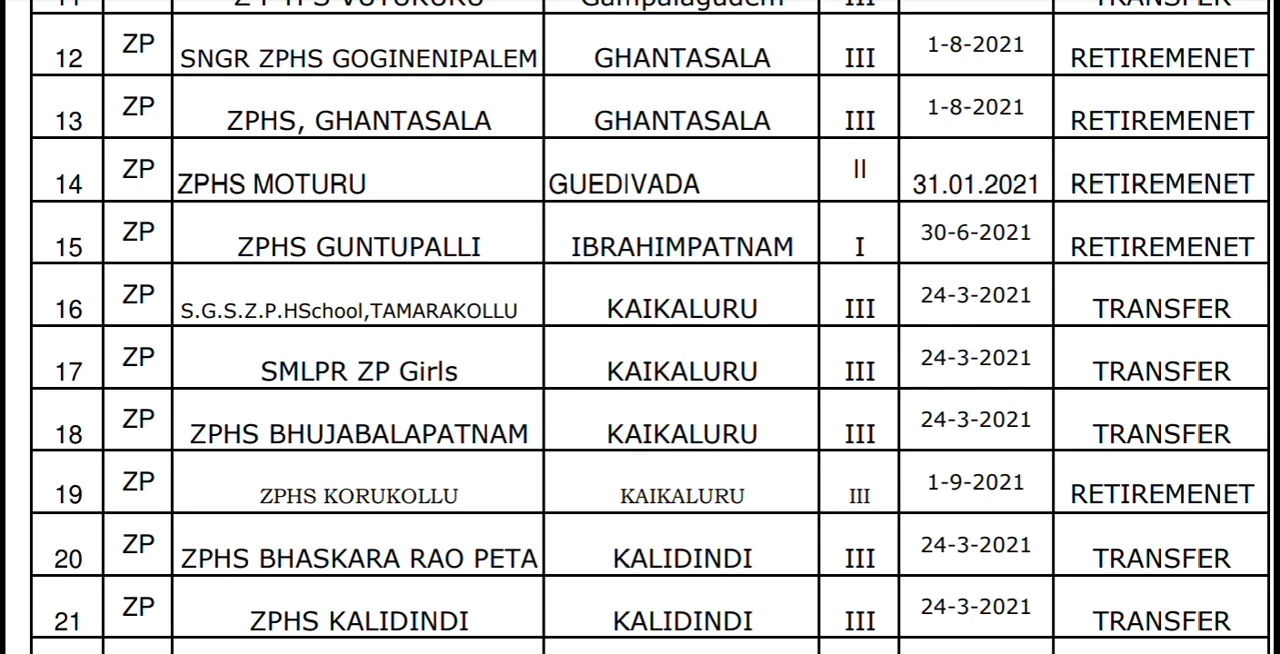 12 ZP SNGR ZPHS GOGINENIPALEM GHANTASALA III 1-8-2021 RETIREMENET
13 ZP ZPHS, GHANTASALA GHANTASALA III 1-8-2021 RETIREMENET
14 ZP ZPHS MOTURU GUEDIVADA II 31.01.2021 RETIREMENET
15 ZP ZPHS GUNTUPALLI IBRAHIMPATNAM I 30-6-2021 RETIREMENET
16 ZP S.G.S.Z.P.HSchool,TAMARAKOLLU KAIKALURU III 24-3-2021 TRANSFER
17 ZP SMLPR ZP Girls KAIKALURU III 24-3-2021 TRANSFER
18 ZP ZPHS BHUJABALAPATNAM KAIKALURU III 24-3-2021 TRANSFER
19 ZP ZPHS KORUKOLLU KAIKALURU III 1-9-2021 RETIREMENET
20 ZP ZPHS BHASKARA RAO PETA KALIDINDI III 24-3-2021 TRANSFER
21 ZP ZPHS KALIDINDI KALIDINDI III 24-3-2021 TRANSFER